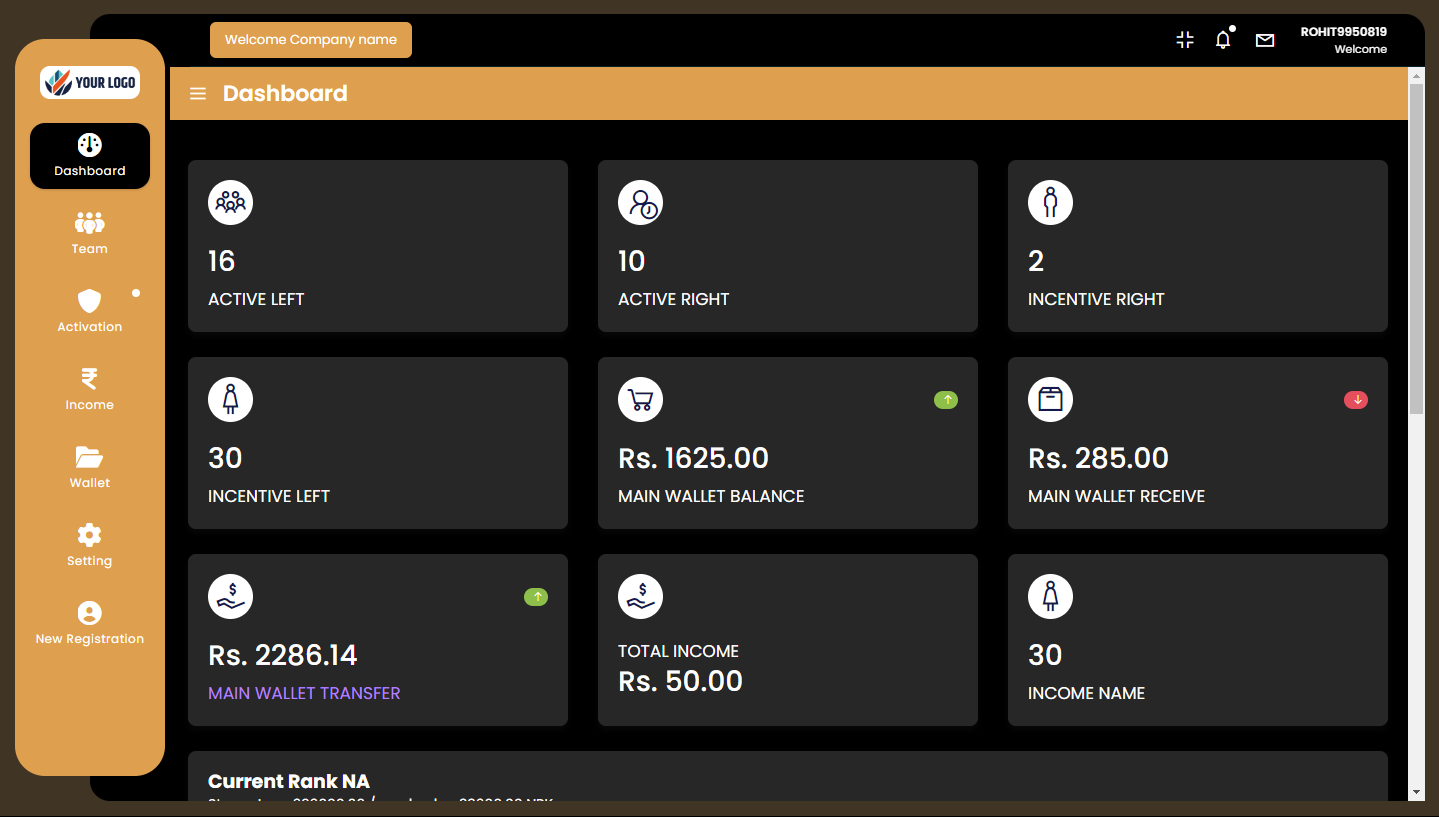 Welcome Company name
ROHIT9950819
Welcome
YOUR LOGO
Dashboard
Dashboard
Team
Activation
Income
Wallet
Setting
New Registration
16
ACTIVE LEFT
10
ACTIVE RIGHT
2
INCENTIVE RIGHT
30
INCENTIVE LEFT
Rs. 1625.00
MAIN WALLET BALANCE
Rs. 285.00
MAIN WALLET RECEIVE
Rs. 2286.14
MAIN WALLET TRANSFER
TOTAL INCOME
Rs. 50.00
30
INCOME NAME
Current Rank NA